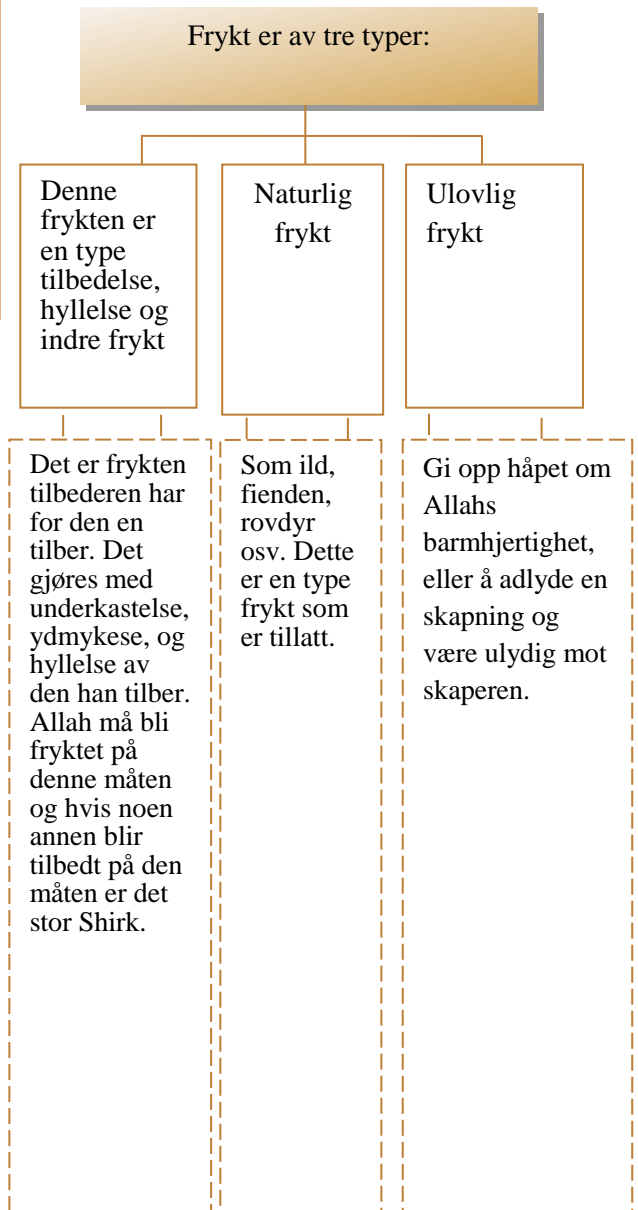 Frykt er av tre typer:
Denne
frykten er
en type
tilbedelse,
hyllelse og
indre frykt
Naturlig
frykt
Ulovlig
frykt
Det er frykten
tilbederen har
for den en
tilber. Det
gjøres med
underkastelse,
ydmykese, og
hyllelse av
den han tilber.
Allah må bli
fryktet på
denne måten
og hvis noen
annen blir
tilbedt på den
måten er det
stor Shirk.
Som ild,
fienden,
rovdyr
osv. Dette
er en type
frykt som
er tillatt.
Gi opp håpet om
Allahs
barmhjertighet,
eller å adlyde en
skapning og
være ulydig mot
skaperen.